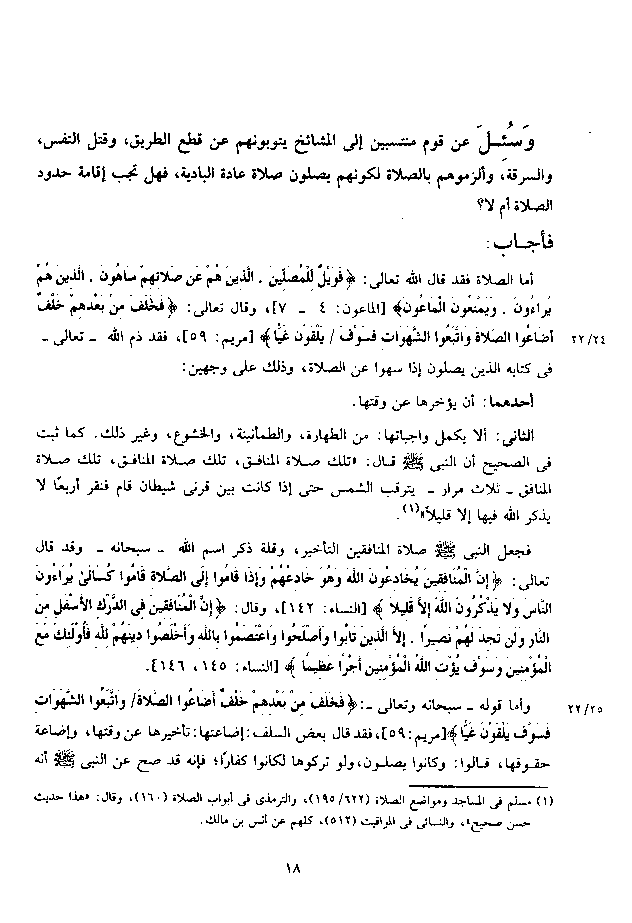 وَسُئِلَ عن قوم منتسبين إلى المشائخ يتوبونهم عن قطع الطريق، وقتل النفس،
والسرقة، وألزموهم بالصلاة لكونهم يصلون صلاة عادة البادية، فهل تجب إقامة حدود
الصلاة أم لا؟
فأجاب:
أما الصلاة فقد قال الله تعالى: ﴿فَوَيْلٌ لِّلْمُصَلِّينَ . الَّذِينَ هُمْ عَن صَلاتِهِمْ سَاهُونَ . الَّذِينَ هُمْ
يُرَاءُونَ . وَيَمْنَعُونَ الْمَاعُونَ﴾ [الماعون: ٤ - ٧]، وقال تعالى: ﴿فَخَلَفَ مِنْ بَعْدِهِمْ خَلْفٌ
٢٢/٢٤ أَضَاعُوا الصَّلاةَ وَاتَّبَعُوا الشَّهَوَاتِ فَسَوْفَ / يَلْقَوْنَ غَيًّا﴾ [مريم: ٥٩]، فقد ذم الله - تعالى -
في كتابه الذين يصلون إذا سهوا عن الصلاة، وذلك على وجهين:
أحدهما: أن يؤخرها عن وقتها.
الثاني: ألا يكمل واجباتها: من الطهارة، والطمأنينة، والخشوع، وغير ذلك. كما ثبت
في الصحيح أن النبي ﷺ قال: «تلك صلاة المنافق، تلك صلاة المنافق، تلك صلاة
المنافق - ثلاث مرار - يترقب الشمس حتى إذا كانت بين قرني شيطان قام فنقر أربعًا لا
يذكر الله فيها إلا قليلاً»(١).
فجعل النبي ﷺ صلاة المنافقين التأخير، وقلة ذكر اسم الله - سبحانه - وقد قال
تعالى: ﴿إِنَّ الْمُنَافِقِينَ يُخَادِعُونَ اللهَ وَهُوَ خَادِعُهُمْ وَإِذَا قَامُوا إِلَى الصَّلاةِ قَامُوا كُسَالَىٰ يُرَاءُونَ
النَّاسَ وَلا يَذْكُرُونَ اللَّهَ إِلاَّ قَلِيلا ﴾ [النساء: ١٤٢]، وقال: ﴿إِنَّ الْمُنَافِقِينَ فِي الدَّرْكِ الأَسْفَلِ مِنَ
النَّارِ وَلَن تَجِدَ لَهُمْ نَصِيرًا . إِلاَّ الَّذِينَ تَابُوا وَأَصْلَحُوا وَاعْتَصَمُوا بِاللهِ وَأَخْلَصُوا دِينَهُمْ لِلَّهِ فَأُوْلَئِكَ مَعَ
الْمُؤْمِنِينَ وَسَوْفَ يُؤْتِ اللَّهُ الْمُؤْمِنِينَ أَجْرًا عَظِيمًا ﴾ [النساء: ١٤٥، ١٤٦].
٢٢/٢٥ وأما قوله - سبحانه وتعالى -: ﴿فَخَلَفَ مِنْ بَعْدِهِمْ خَلْفٌ أَضَاعُوا الصَّلاةَ/ وَاتَّبَعُوا الشَّهَوَاتِ
فَسَوْفَ يَلْقَوْنَ غَيًّا﴾[مريم:٥٩]، فقد قال بعض السلف: إضاعتها: تأخيرها عن وقتها، وإضاعة
حقوقها، قالوا: وكانوا يصلون، ولو تركوها لكانوا كفارًا؛ فإنه قد صح عن النبي ﷺ أنه
(١) مسلم في المساجد ومواضع الصلاة (٦٢٢/ ١٩٥)، والترمذي في أبواب الصلاة (١٦٠)، وقال: «هذا حديث
حسن صحيح»، والنسائي في المواقيت (٥١٢)، كلهم عن أنس بن مالك.
١٨